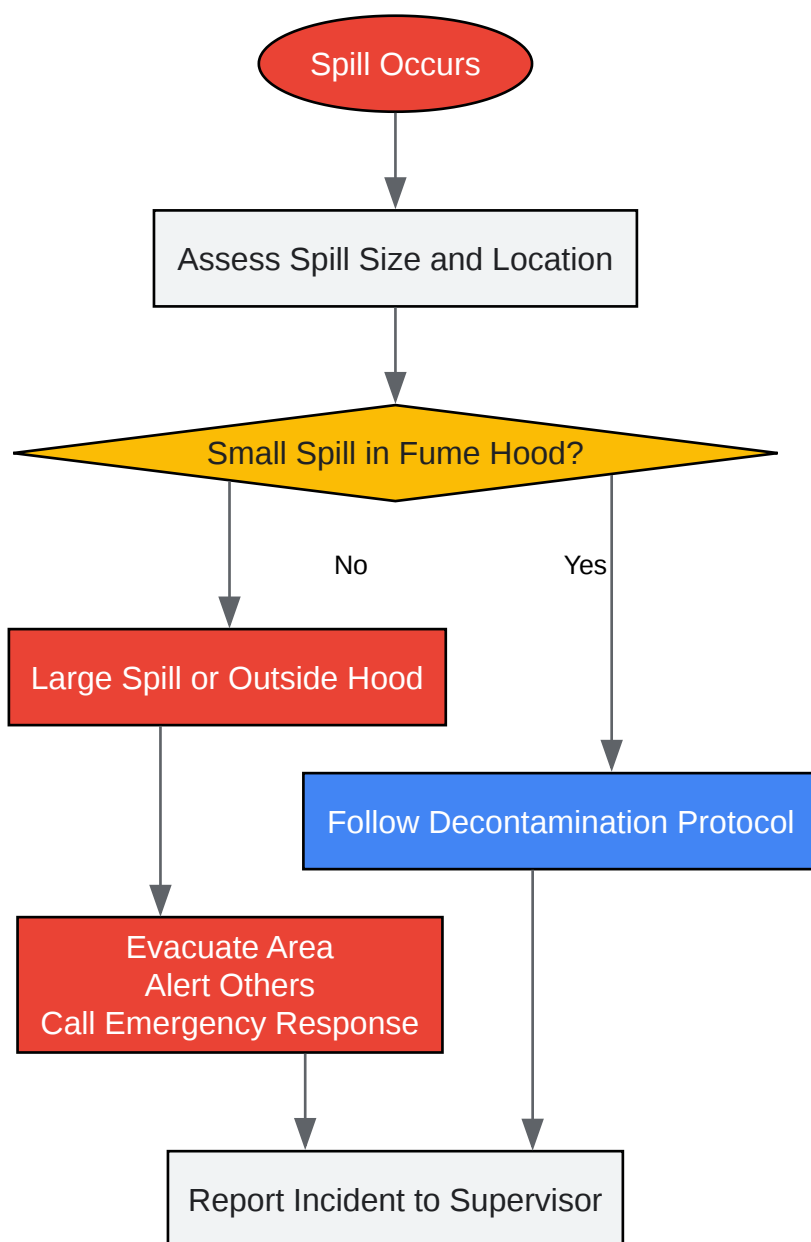 Spill Occurs
Assess Spill Size and Location
Small Spill in Fume Hood?
No
Yes
Large Spill or Outside Hood
Follow Decontamination Protocol
Evacuate Area
Alert Others
Call Emergency Response
Report Incident to Supervisor